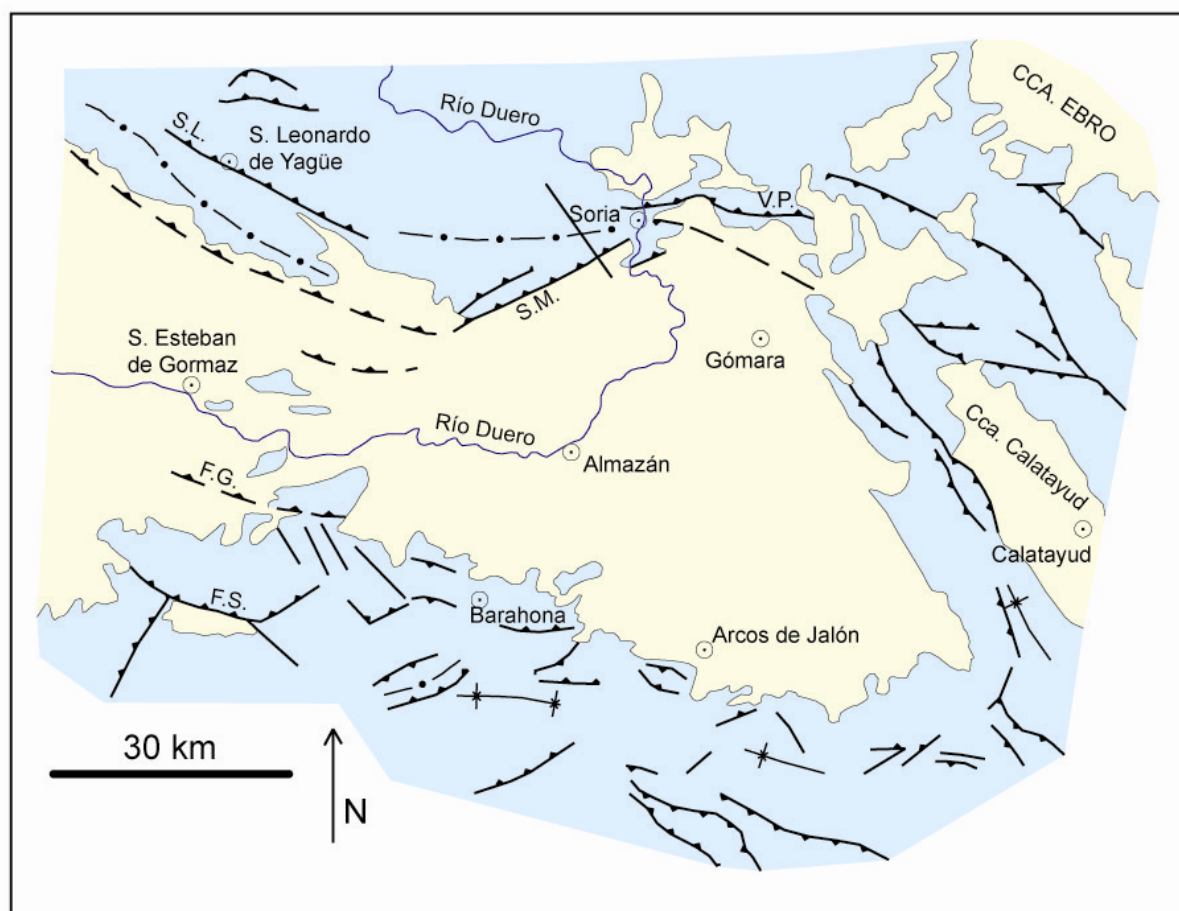 CCA. EBRO
Río Duero
S.L.
S. Leonardo
de Yagüe
V.P.
Soria
S.M.
S. Esteban
de Gormaz
Gómara
Río Duero
Almazán
Cca. Calatayud
F.G.
Calatayud
F.S.
Barahona
Arcos de Jalón
30 km
N